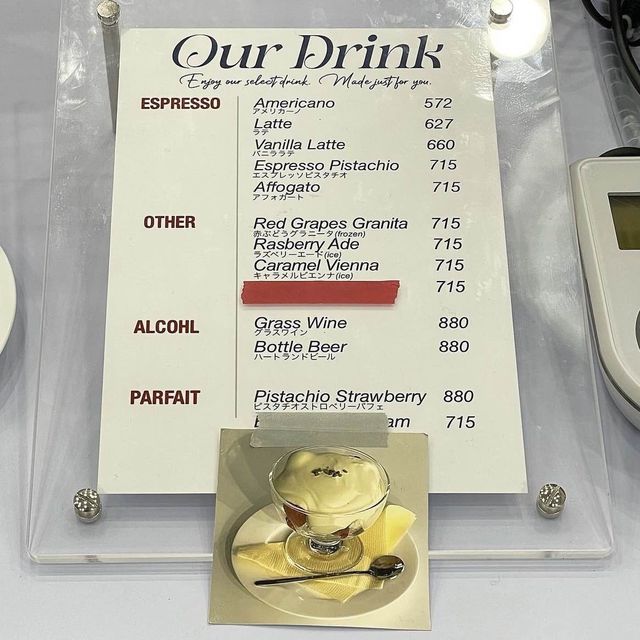 Our Drink
Enjoy our select drink. Made just for you.
ESPRESSO
Americano 572
アメリカーノ
Latte 627
ラテ
Vanilla Latte 660
バニララテ
Espresso Pistachio 715
エスプレッソピスタチオ
Affogato 715
アフォガート
OTHER
Red Grapes Granita 715
赤ぶどうグラニータ(frozen)
Rasberry Ade 715
ラズベリーエード(ice)
Caramel Vienna 715
キャラメルビエンナ(ice)
715
ALCOHL
Grass Wine 880
グラスワイン
Bottle Beer 880
ハートランドビール
PARFAIT
Pistachio Strawberry 880
ピスタチオストロベリーパフェ
715